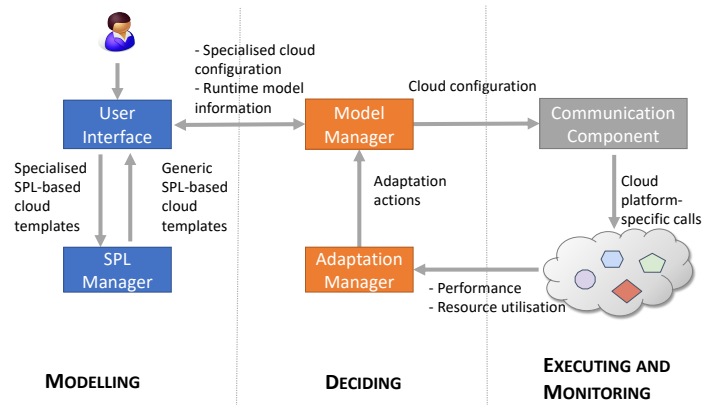 - Specialised cloud
configuration
- Runtime model
information
Cloud configuration
User
Interface
Model
Manager
Communication
Component
Specialised
SPL-based
cloud
templates
Generic
SPL-based
cloud
templates
Adaptation
actions
Cloud
platform-
specific calls
SPL
Manager
Adaptation
Manager
- Performance
- Resource utilisation
MODELLING
DECIDING
EXECUTING AND
MONITORING